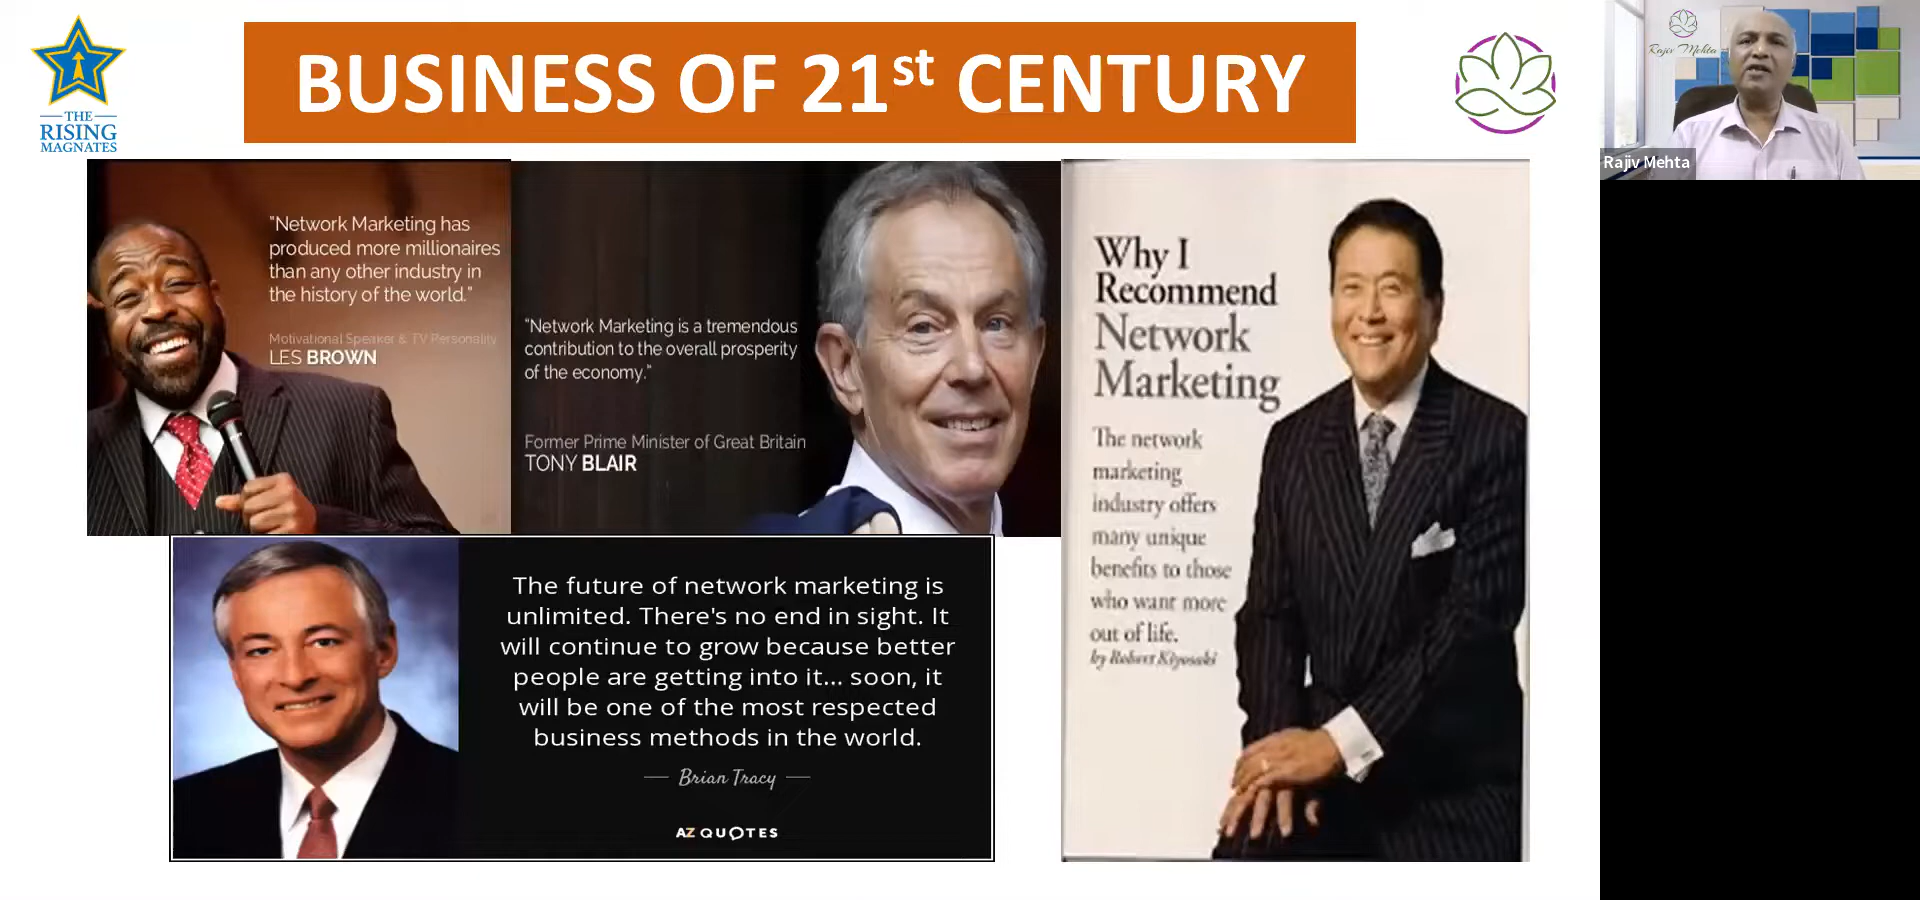 BUSINESS OF 21st CENTURY
THE
RISING
MAGNATES
"Network Marketing has
produced more millionaires
than any other industry in
the history of the world."
Motivational Speaker & TV Personality
LES BROWN
"Network Marketing is a tremendous
contribution to the overall prosperity
of the economy."
Former Prime Minister of Great Britain
TONY BLAIR
Why I
Recommend
Network
Marketing
The network
marketing
industry offers
many unique
benefits to those
who want more
out of life.
by Robert Kiyosaki
The future of network marketing is
unlimited. There's no end in sight. It
will continue to grow because better
people are getting into it... soon, it
will be one of the most respected
business methods in the world.
Brian Tracy
AZ QUOTES
Rajiv Mehta
Rajiv Mehta